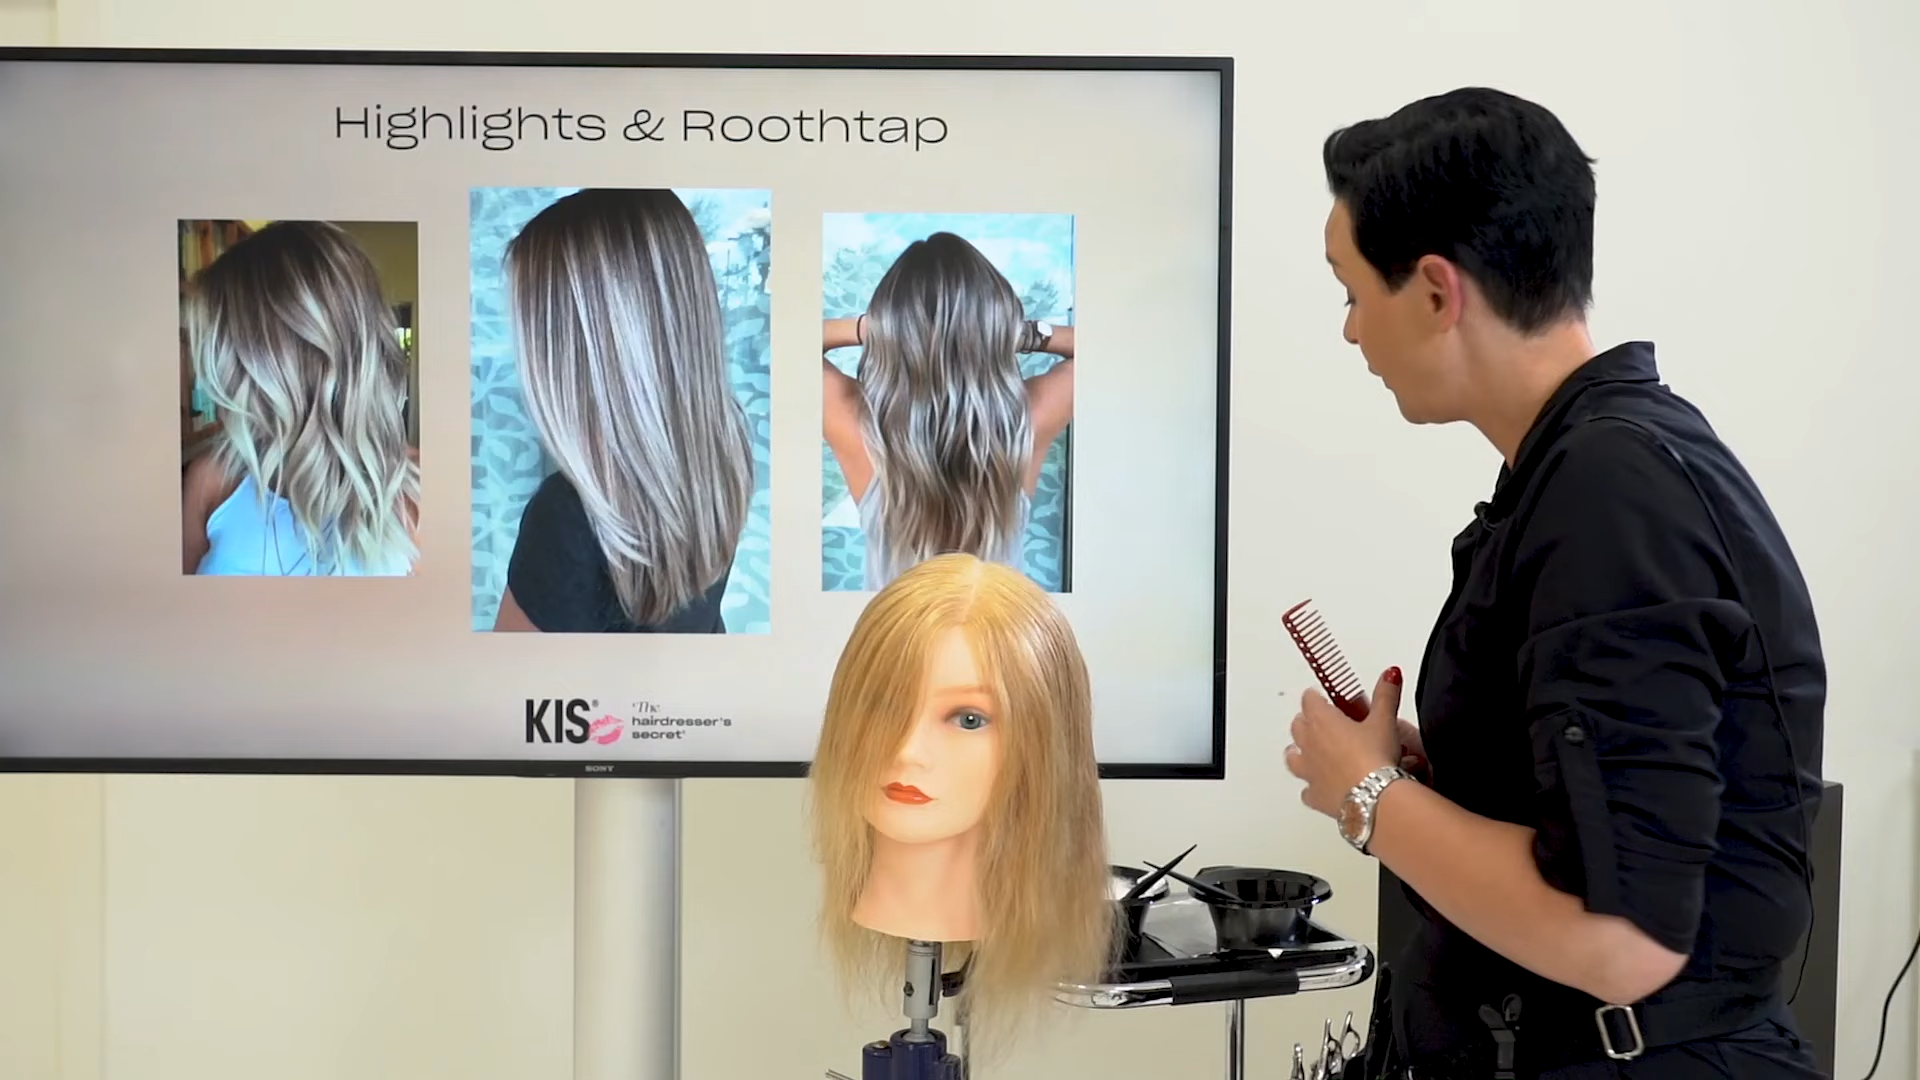 Highlights & Roothtap
KIS®
'The
hairdresser's
secret'
SONY